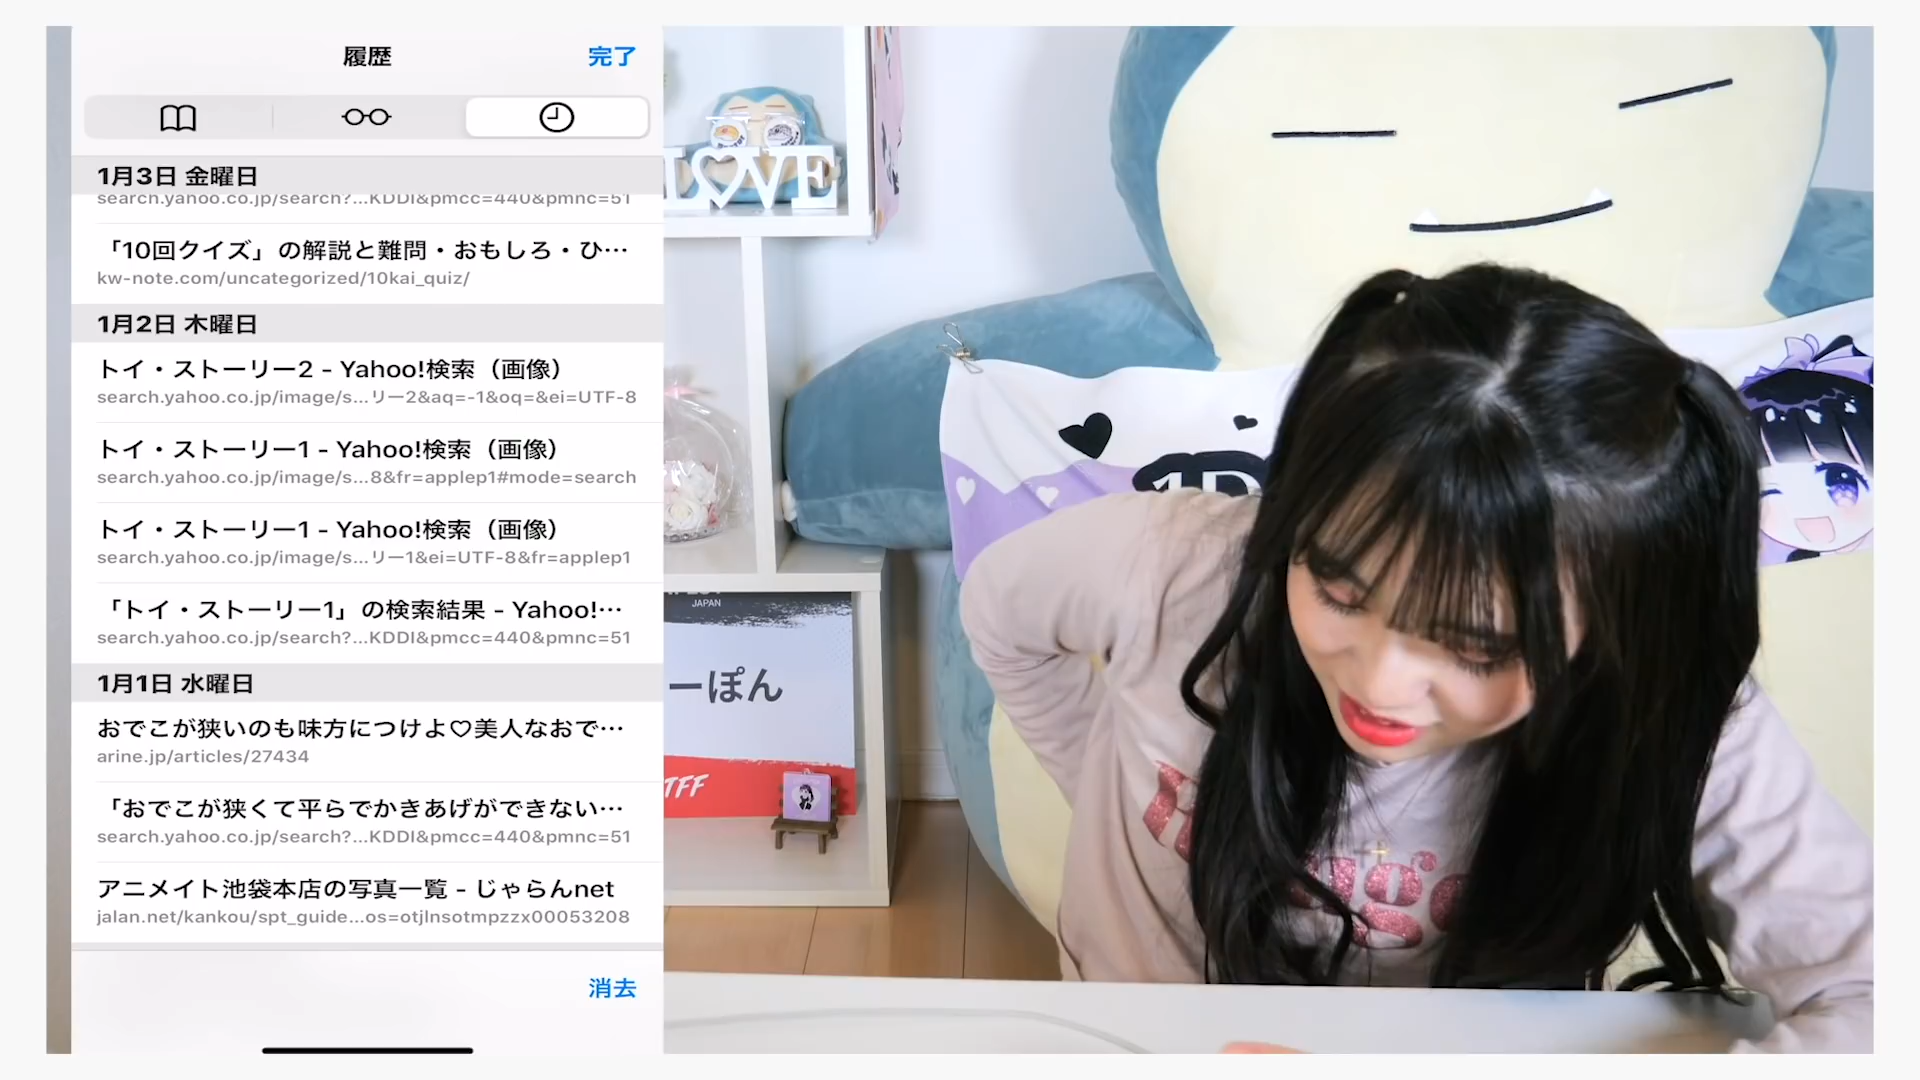 履歴
完了
1月3日 金曜日
search.yahoo.co.jp/search?...KDDI&pmcc=440&pmnc=51
「10回クイズ」の解説と難問・おもしろ・ひ…
kw-note.com/uncategorized/10kai_quiz/
1月2日 木曜日
トイ・ストーリー2 - Yahoo!検索（画像）
search.yahoo.co.jp/image/s...リー2&aq=-1&oq=&ei=UTF-8
トイ・ストーリー1 - Yahoo!検索（画像）
search.yahoo.co.jp/image/s...8&fr=applep1#mode=search
トイ・ストーリー1 - Yahoo!検索（画像）
search.yahoo.co.jp/image/s...リー1&ei=UTF-8&fr=applep1
「トイ・ストーリー1」の検索結果 - Yahoo!…
search.yahoo.co.jp/search?...KDDI&pmcc=440&pmnc=51
1月1日 水曜日
おでこが狭いのも味方につけよ♡美人なおで…
arine.jp/articles/27434
「おでこが狭くて平らでかきあげができない…
search.yahoo.co.jp/search?...KDDI&pmcc=440&pmnc=51
アニメイト池袋本店の写真一覧 - じゃらんnet
jalan.net/kankou/spt_guide...os=otjlnsotmpzzx00053208
消去
LOVE
JAPAN
ーぽん